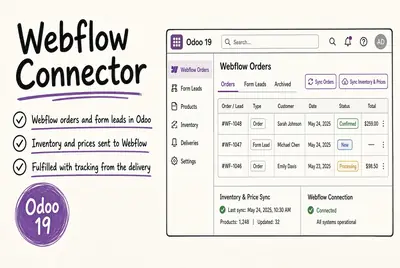 Webflow
Connector
Webflow orders and form leads in Odoo
Inventory and prices sent to Webflow
Fulfilled with tracking from the delivery
Odoo
19
Odoo 19
Search...
AD
Webflow Orders
Form Leads
Products
Inventory
Deliveries
Settings
Webflow Orders
Orders Form Leads Archived
Sync Orders
Sync Inventory & Prices
Order / Lead Type Customer Date Status Total
#WF-1048 Order Sarah Johnson May 24, 2025 Confirmed $259.00
#WF-1047 Form Lead Michael Chen May 24, 2025 New —
#WF-1046 Order Emily Davis May 23, 2025 Processing $98.50
Inventory & Price Sync
Last sync: May 24, 2025, 10:30 AM
Products: 1,248 | Updated: 32
Webflow Connection
Connected
All systems operational